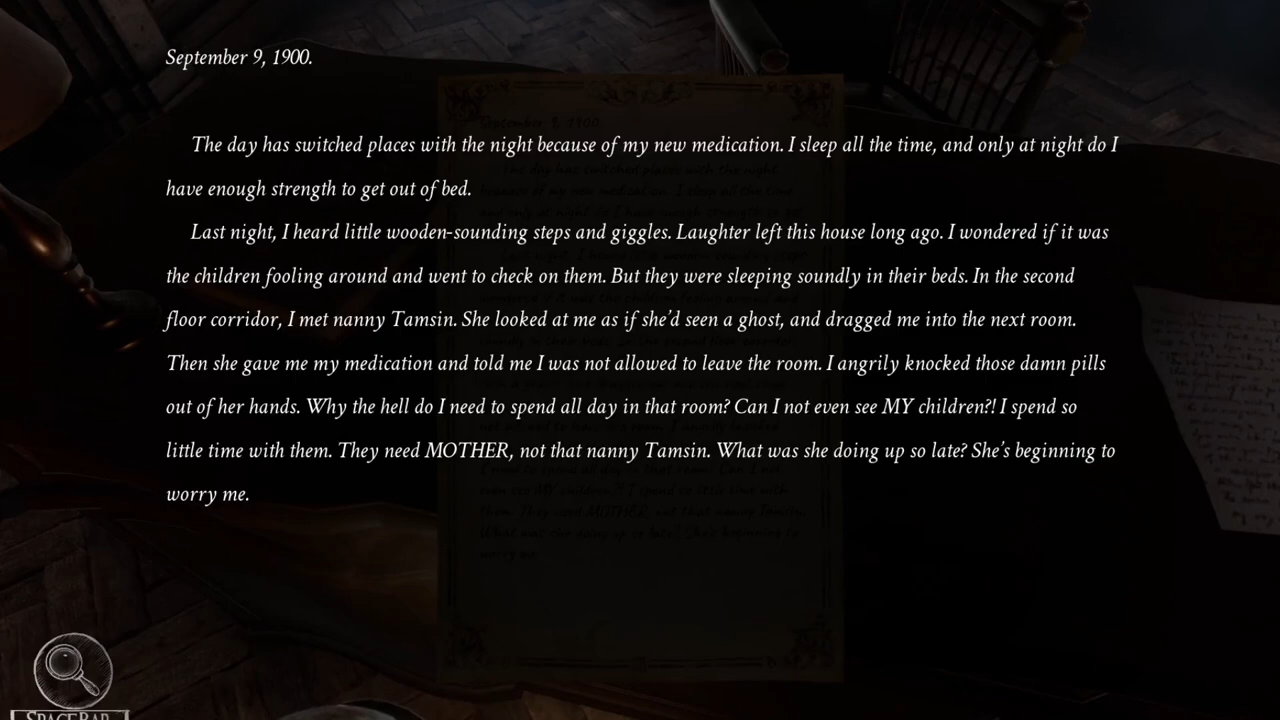 September 9, 1900.
The day has switched places with the night because of my new medication. I sleep all the time, and only at night do I
have enough strength to get out of bed.
Last night, I heard little wooden-sounding steps and giggles. Laughter left this house long ago. I wondered if it was
the children fooling around and went to check on them. But they were sleeping soundly in their beds. In the second
floor corridor, I met nanny Tamsin. She looked at me as if she'd seen a ghost, and dragged me into the next room.
Then she gave me my medication and told me I was not allowed to leave the room. I angrily knocked those damn pills
out of her hands. Why the hell do I need to spend all day in that room? Can I not even see MY children?! I spend so
little time with them. They need MOTHER, not that nanny Tamsin. What was she doing up so late? She's beginning to
worry me.
SPACEBAR